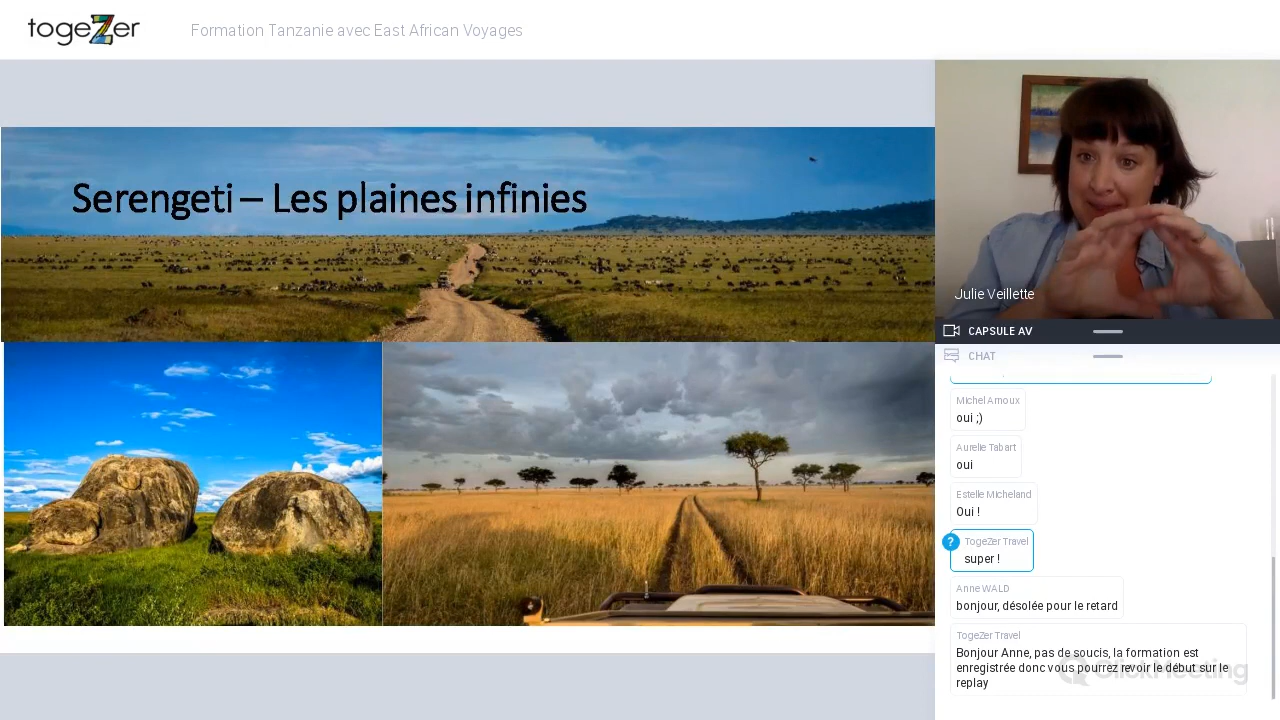 togeZer
Formation Tanzanie avec East African Voyages
Serengeti – Les plaines infinies
Julie Veillette
CAPSULE AV
CHAT
Michel Arnoux
oui ;)
Aurelie Tabart
oui
Estelle Micheland
Oui !
?
TogeZer Travel
super !
Anne WALD
bonjour, désolée pour le retard
TogeZer Travel
Bonjour Anne, pas de soucis, la formation est
enregistrée donc vous pourrez revoir le début sur le
replay
ClickMeeting